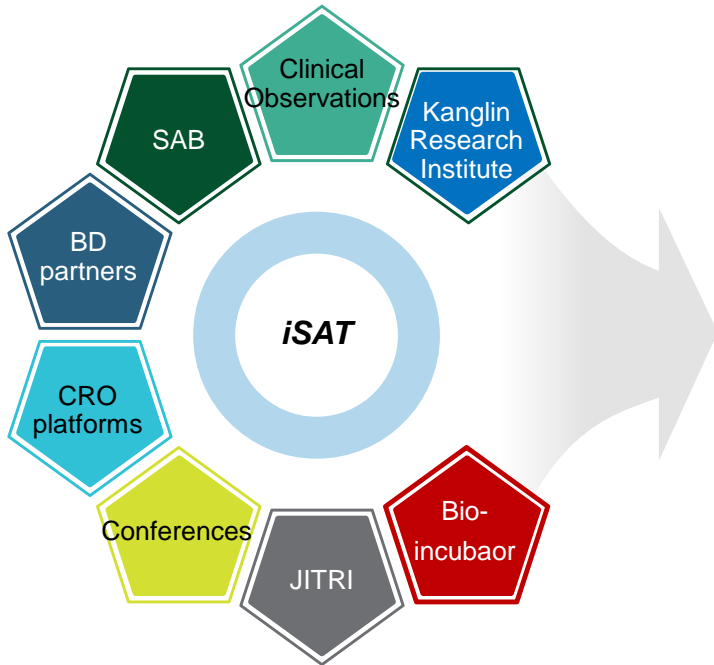 Clinical
Observations
Kanglin
Research
Institute
SAB
BD
partners
iSAT
CRO
platforms
Conferences
Bio-
incubaor
JITRI